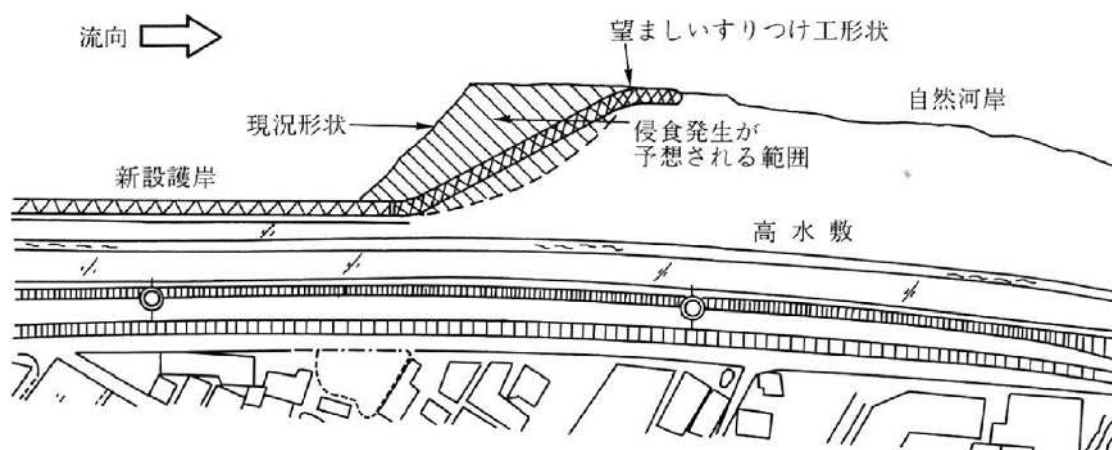 流向
望ましいすりつけ工形状
自然河岸
現況形状
侵食発生が
予想される範囲
新設護岸
高水敷